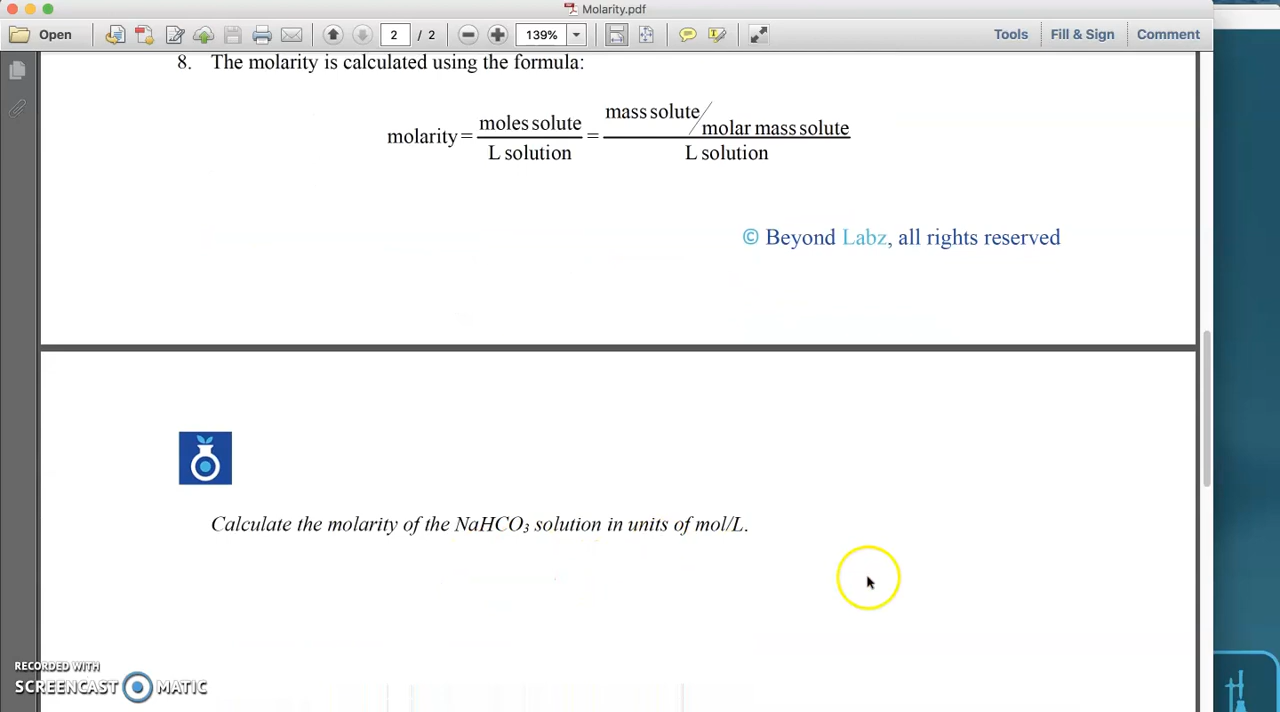 Molarity.pdf
Open 2 / 2 139% Tools Fill & Sign Comment
8. The molarity is calculated using the formula:
molarity = moles solute / L solution = mass solute / molar mass solute / L solution
© Beyond Labz, all rights reserved
Calculate the molarity of the NaHCO₃ solution in units of mol/L.
RECORDED WITH
SCREENCAST MATIC